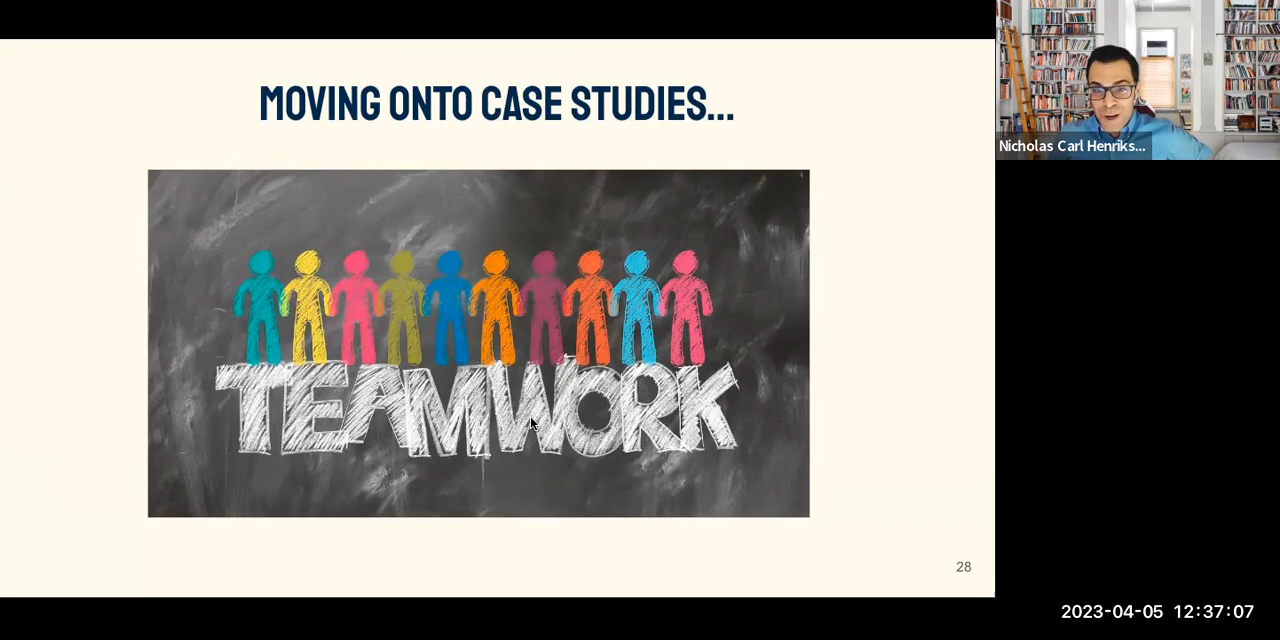 MOVING ONTO CASE STUDIES...
Nicholas Carl Henriks...
TEAMWORK
28
2023-04-05 12:37:07